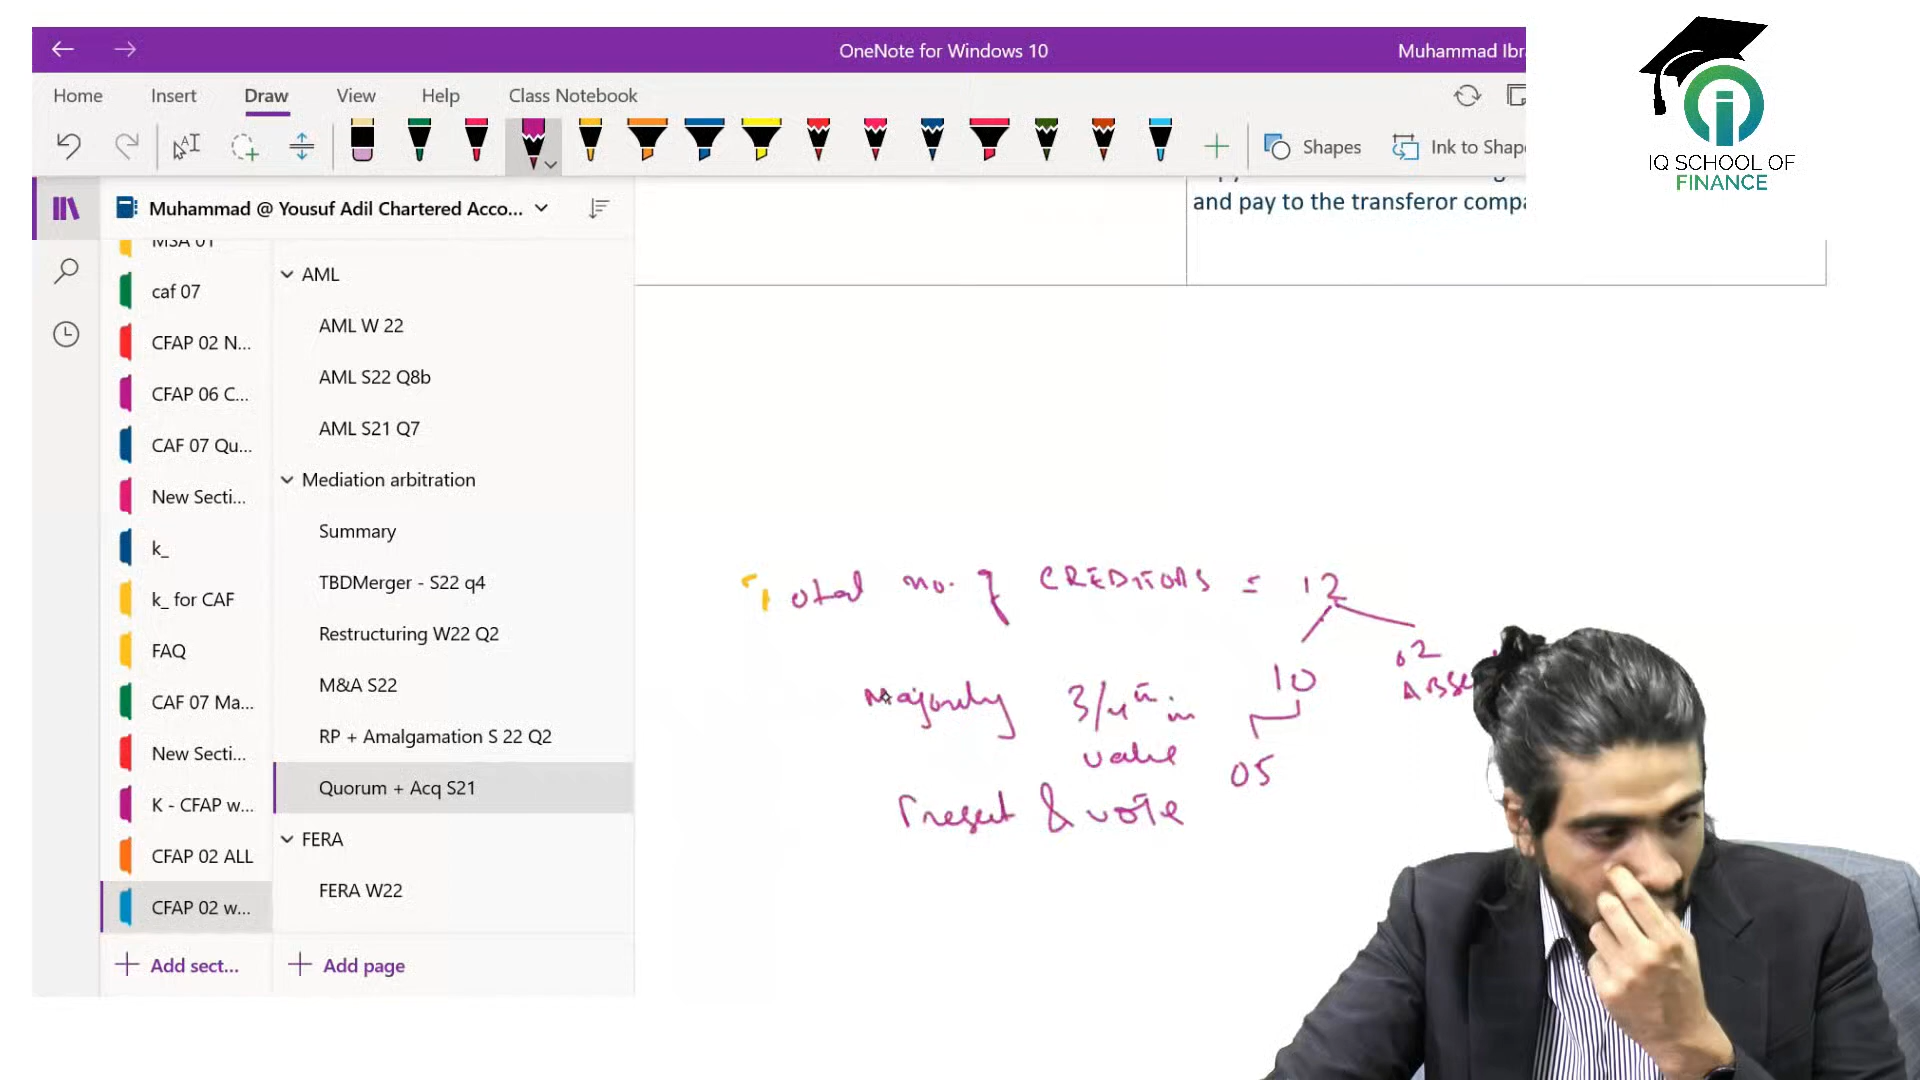 OneNote for Windows 10
Muhammad Ibr
IQ SCHOOL OF
FINANCE
Home Insert Draw View Help Class Notebook
Shapes Ink to Shap
Muhammad @ Yousuf Adil Chartered Acco...
and pay to the transferor compa
MSA 01
caf 07
CFAP 02 N...
CFAP 06 C...
CAF 07 Qu...
New Secti...
k_
k_ for CAF
FAQ
CAF 07 Ma...
New Secti...
K - CFAP w...
CFAP 02 ALL
CFAP 02 w...
Add sect...
AML
AML W 22
AML S22 Q8b
AML S21 Q7
Mediation arbitration
Summary
TBDMerger - S22 q4
Restructuring W22 Q2
M&A S22
RP + Amalgamation S 22 Q2
Quorum + Acq S21
FERA
FERA W22
Add page
Total no. of CREDITORS = 12
10 02
ABSE
Majority 3/4th in
value
05
Present & vote